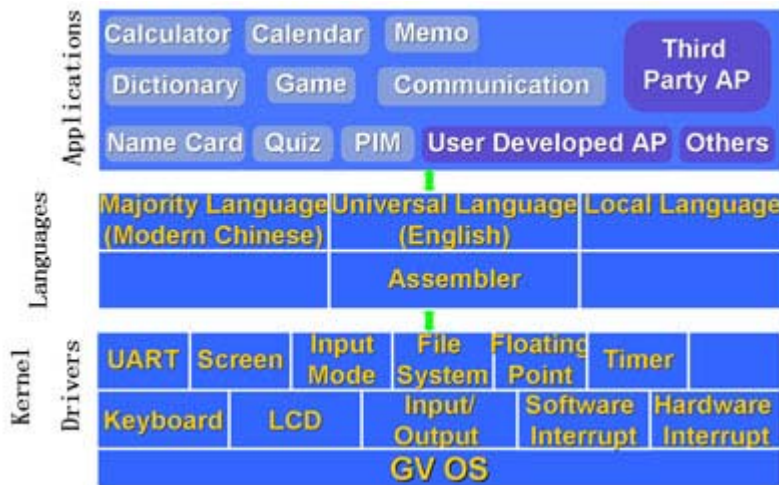 Applications
Calculator Calendar Memo
Third
Party AP
Dictionary Game Communication
Name Card Quiz PIM User Developed AP Others
Languages
Majority Language
(Modern Chinese)
Universal Language
(English)
Local Language
Assembler
Kernel
Drivers
UART
Screen
Input
Mode
File
System
Floating
Point
Timer
Keyboard
LCD
Input/
Output
Software
Interrupt
Hardware
Interrupt
GV OS